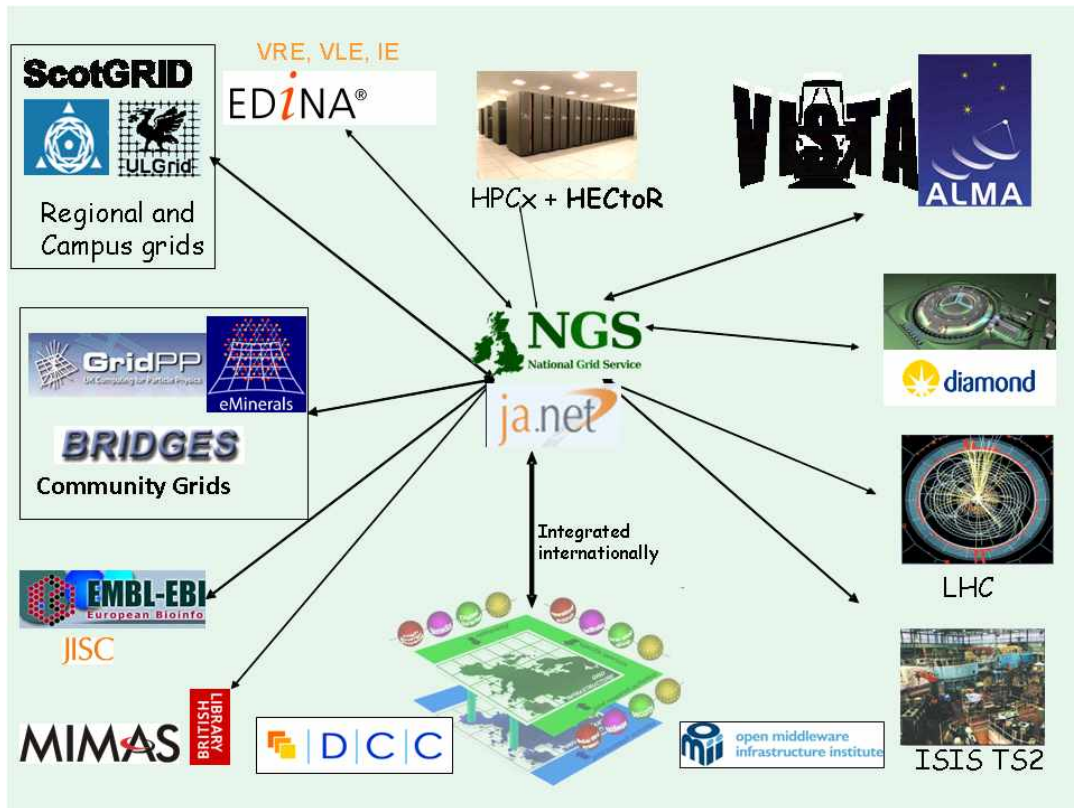 ScotGRID
ULGrid
Regional and
Campus grids
VRE, VLE, IE
EDiNA®
HPCx + HECToR
VISTA
ALMA
NGS
National Grid Service
ja.net
GridPP
UK Computing for Particle Physics
eMinerals
BRIDGES
Community Grids
diamond
LHC
Integrated
internationally
EMBL-EBI
European Bioinfo
JISC
MIMAS
BRITISH
LIBRARY
D|C|C
omii
open middleware
infrastructure institute
ISIS TS2